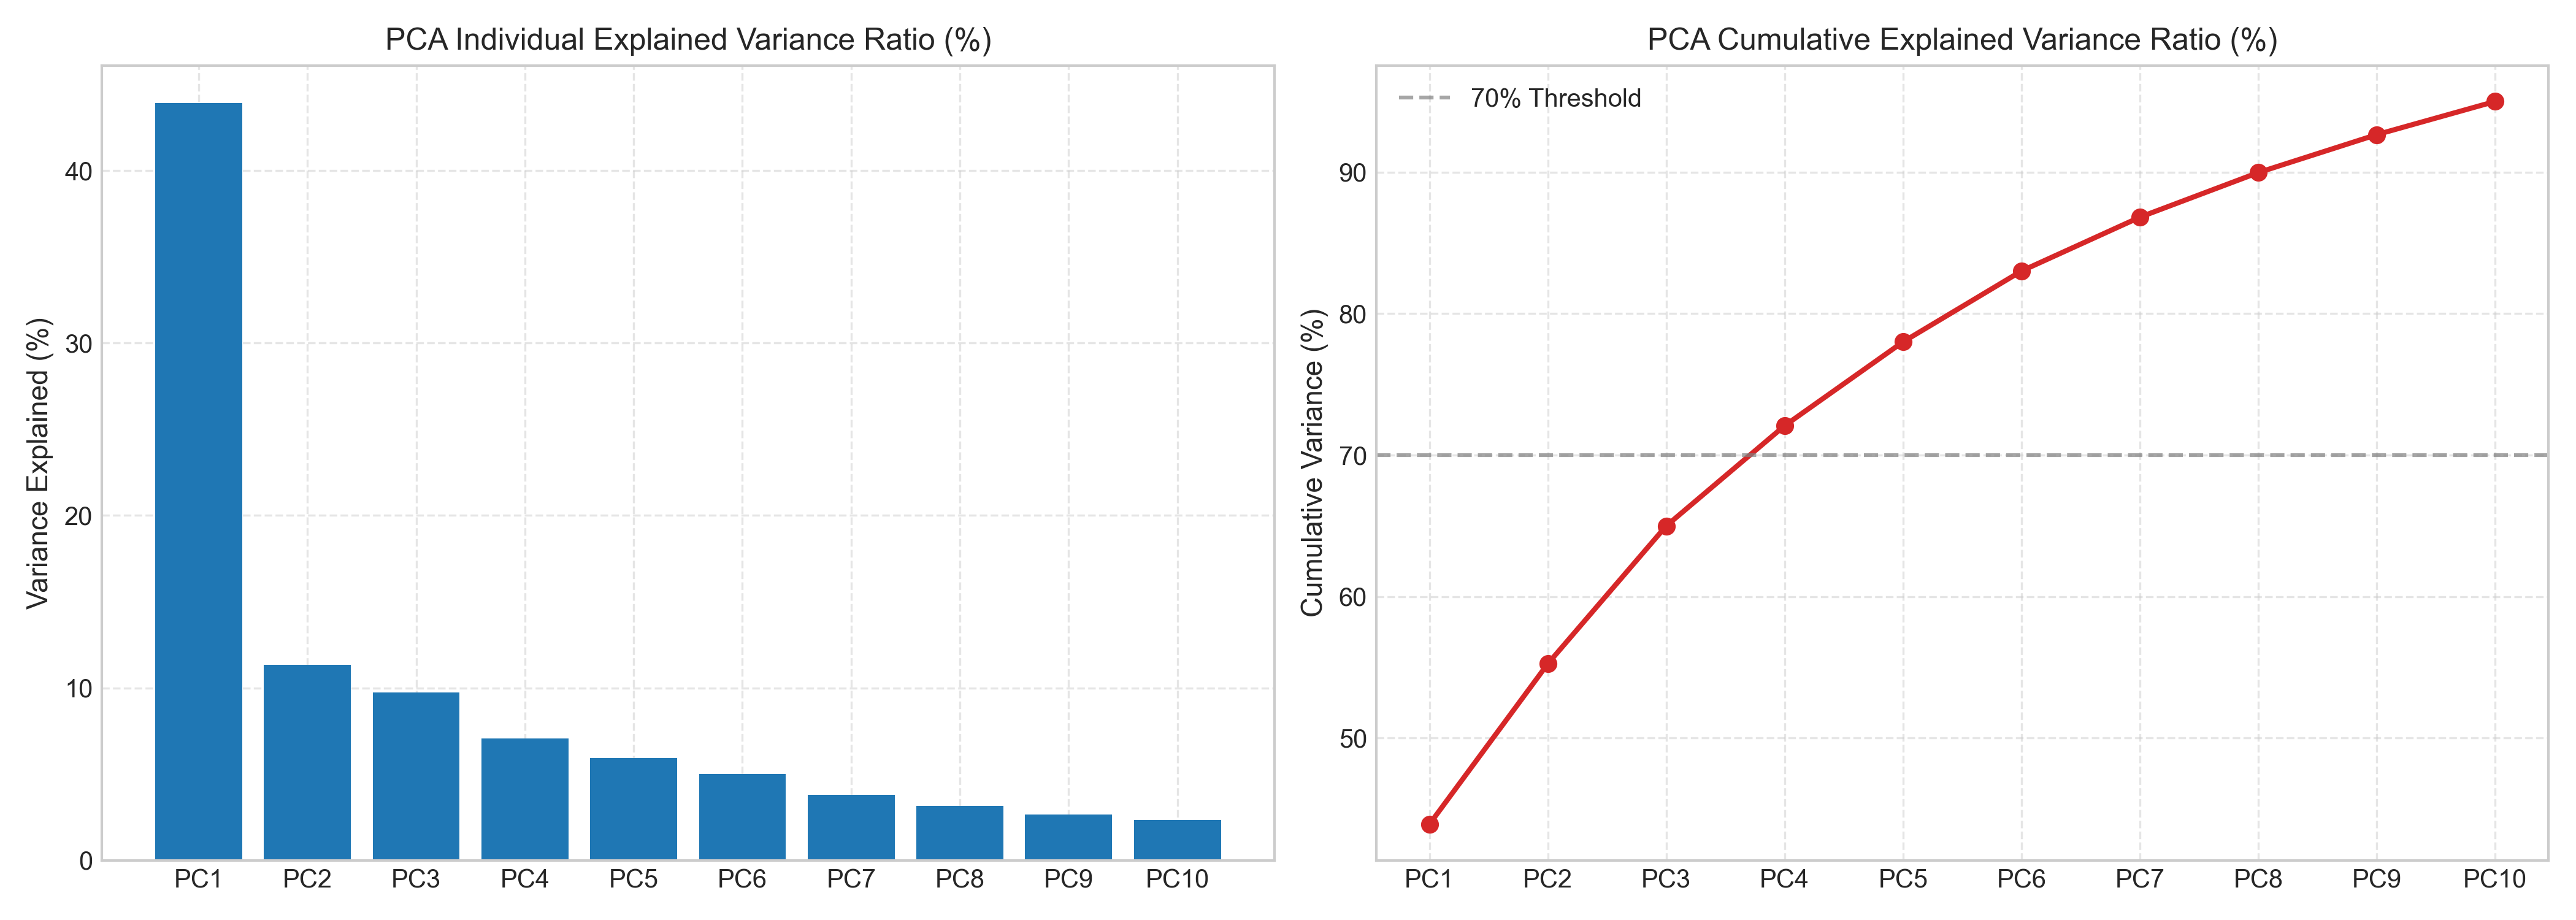 PCA Individual Explained Variance Ratio (%)
Variance Explained (%)
40
30
20
10
0
PC1 PC2 PC3 PC4 PC5 PC6 PC7 PC8 PC9 PC10
PCA Cumulative Explained Variance Ratio (%)
70% Threshold
Cumulative Variance (%)
90
80
70
60
50
PC1 PC2 PC3 PC4 PC5 PC6 PC7 PC8 PC9 PC10